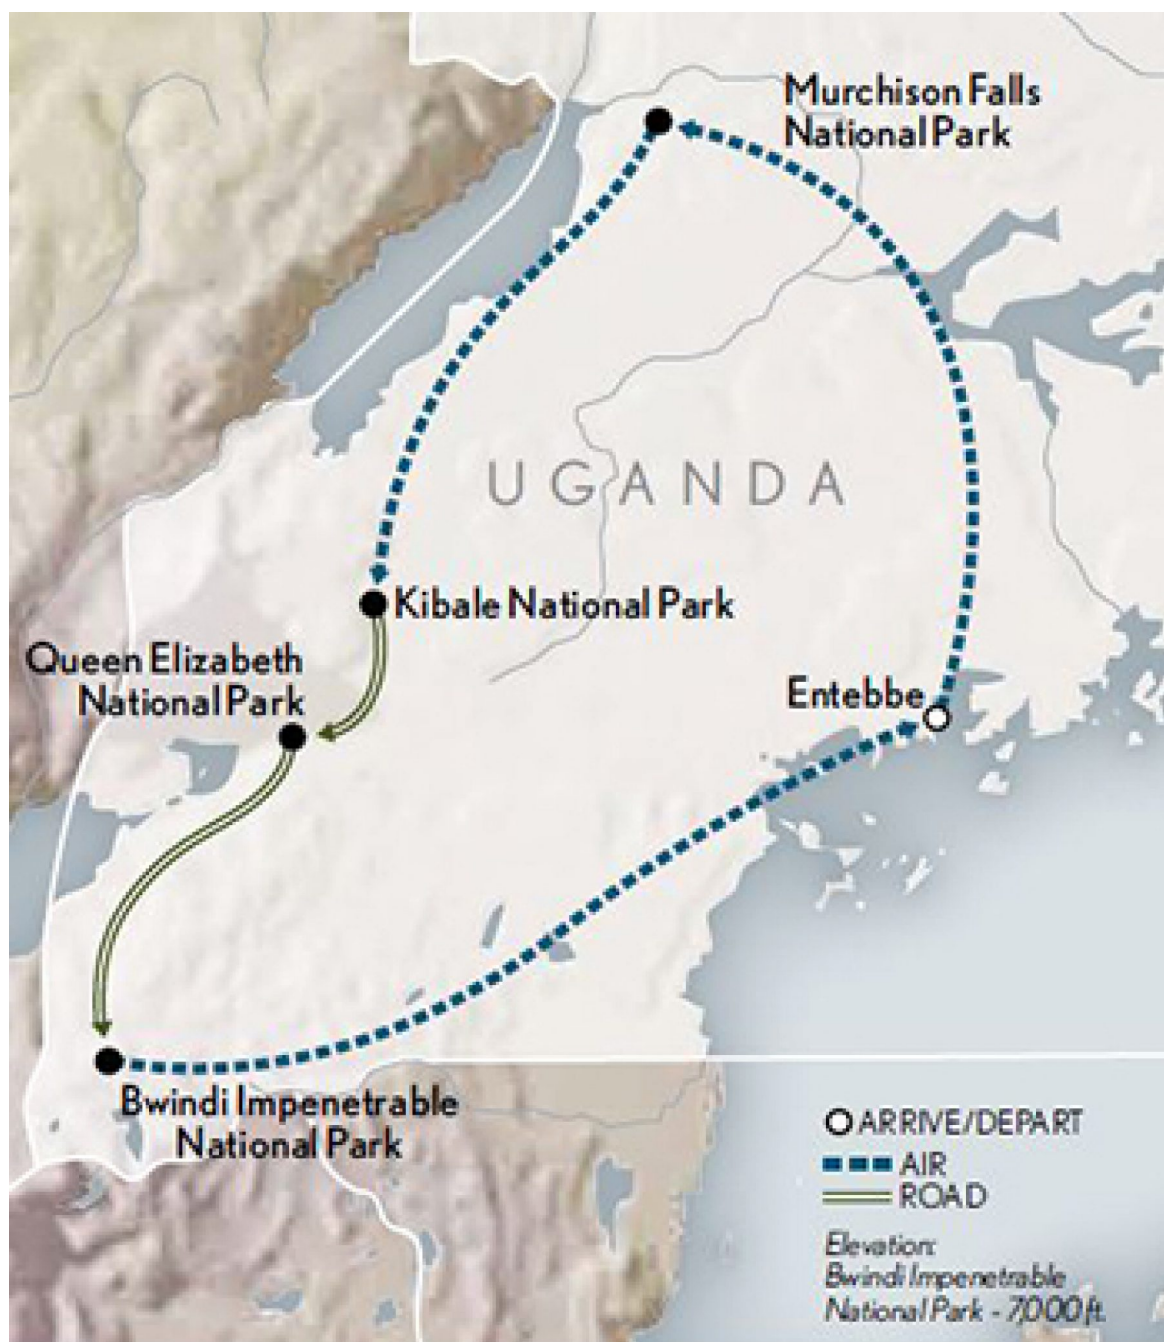 Murchison Falls
National Park
UGANDA
Kibale National Park
Queen Elizabeth
National Park
Entebbe
Bwindi Impenetrable
National Park
ARRIVE/DEPART
AIR
ROAD
Elevation:
Bwindi Impenetrable
National Park - 7,000 ft.